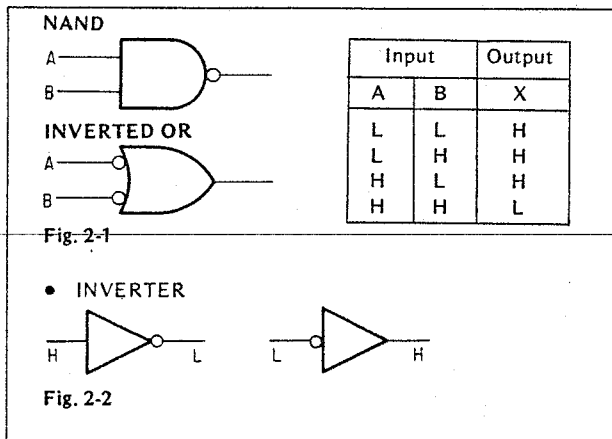 NAND
A
B
INVERTED OR
A
B
Fig. 2-1
Input Output
A B X
L L H
L H H
H L H
H H L
• INVERTER
H L
L H
Fig. 2-2